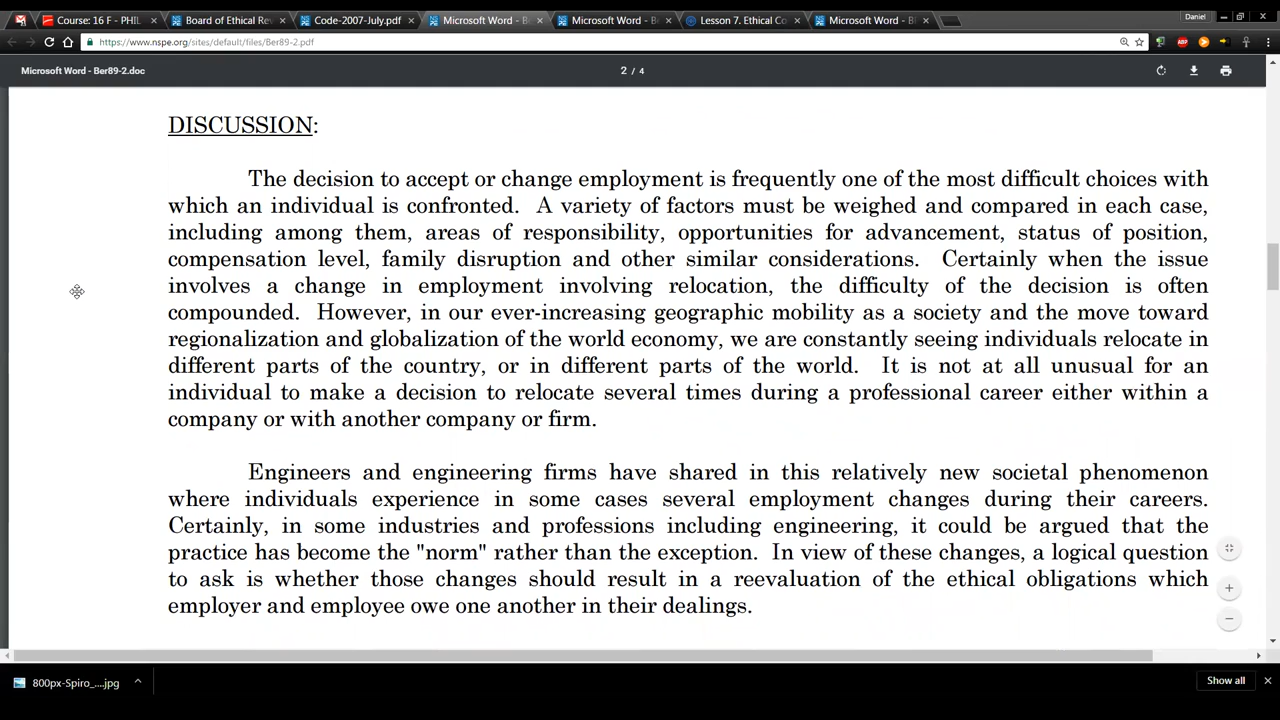 Course: 16 F - PHIL
Board of Ethical Re
Code-2007-July.pdf
Microsoft Word - Be
Microsoft Word - Be
Lesson 7. Ethical Co
Microsoft Word - B
Daniel
https://www.nspe.org/sites/default/files/Ber89-2.pdf
ABP
Microsoft Word - Ber89-2.doc
2 / 4
DISCUSSION:
The decision to accept or change employment is frequently one of the most difficult choices with
which an individual is confronted. A variety of factors must be weighed and compared in each case,
including among them, areas of responsibility, opportunities for advancement, status of position,
compensation level, family disruption and other similar considerations. Certainly when the issue
involves a change in employment involving relocation, the difficulty of the decision is often
compounded. However, in our ever-increasing geographic mobility as a society and the move toward
regionalization and globalization of the world economy, we are constantly seeing individuals relocate in
different parts of the country, or in different parts of the world. It is not at all unusual for an
individual to make a decision to relocate several times during a professional career either within a
company or with another company or firm.
Engineers and engineering firms have shared in this relatively new societal phenomenon
where individuals experience in some cases several employment changes during their careers.
Certainly, in some industries and professions including engineering, it could be argued that the
practice has become the "norm" rather than the exception. In view of these changes, a logical question
to ask is whether those changes should result in a reevaluation of the ethical obligations which
employer and employee owe one another in their dealings.
800px-Spiro_....jpg
Show all